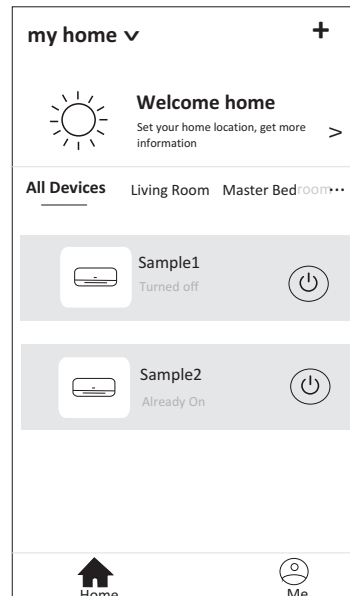 my home
Welcome home
Set your home location, get more
information
All Devices Living Room Master Bedroom...
Sample1
Turned off
Sample2
Already On
Home Me